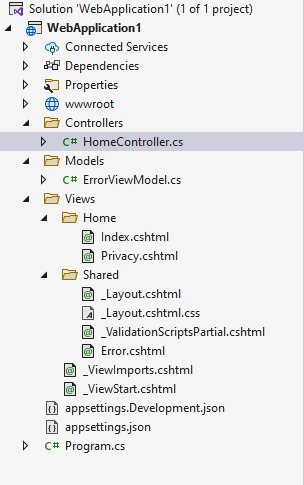 Solution 'WebApplication1' (1 of 1 project)
WebApplication1
Connected Services
Dependencies
Properties
wwwroot
Controllers
C# HomeController.cs
Models
C# ErrorViewModel.cs
Views
Home
@ Index.cshtml
@ Privacy.cshtml
Shared
@ _Layout.cshtml
A _Layout.cshtml.css
@ _ValidationScriptsPartial.cshtml
@ Error.cshtml
@ _ViewImports.cshtml
@ _ViewStart.cshtml
appsettings.Development.json
appsettings.json
C# Program.cs